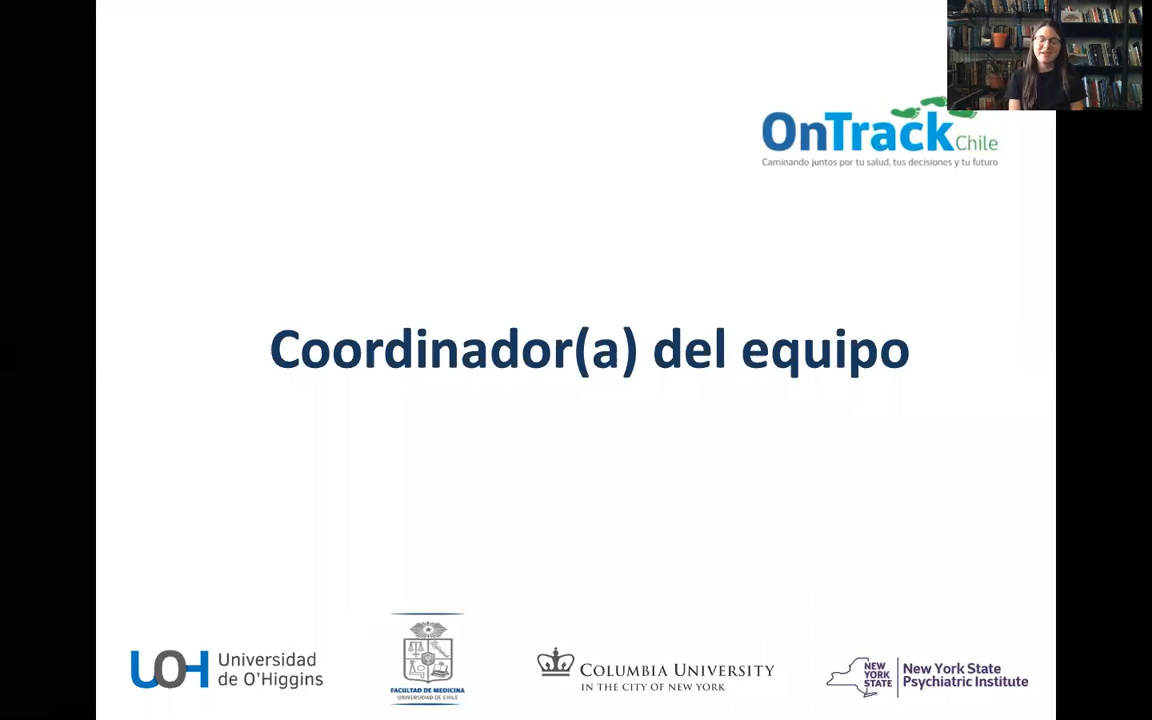 OnTrack Chile
Caminando juntos por tu salud, tus decisiones y tu futuro
Coordinador(a) del equipo
UOH Universidad
de O'Higgins
FACULTAD DE MEDICINA
UNIVERSIDAD DE CHILE
COLUMBIA UNIVERSITY
IN THE CITY OF NEW YORK
NEW
YORK
STATE
New York State
Psychiatric Institute